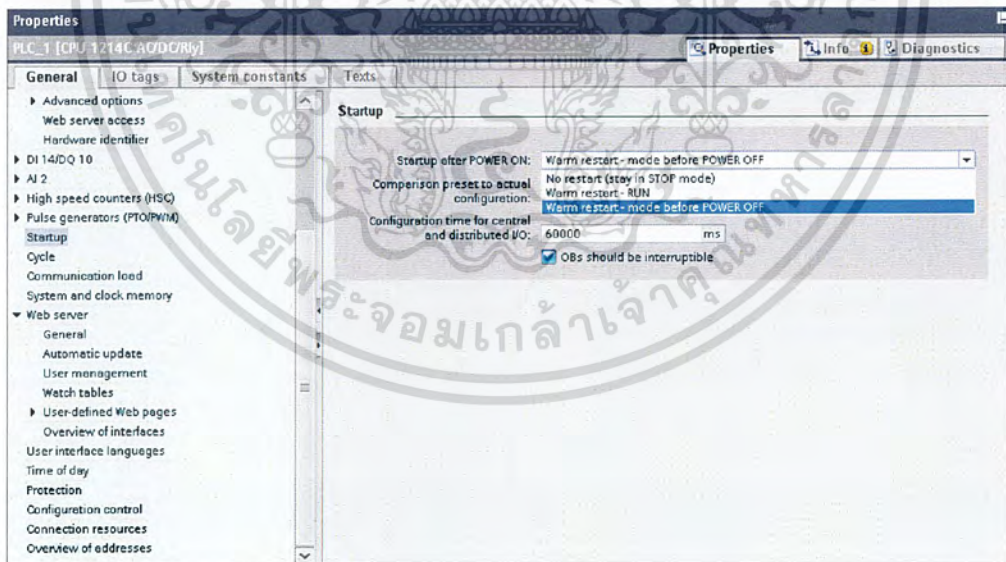 Properties
PLC_1 [CPU 1214C AC/DC/Rly]
Properties
Info
Diagnostics
General
IO tags
System constants
Texts
Advanced options
Web server access
Hardware identifier
DI 14/DQ 10
AI 2
High speed counters (HSC)
Pulse generators (PTO/PWM)
Startup
Cycle
Communication load
System and clock memory
Web server
General
Automatic update
User management
Watch tables
User-defined Web pages
Overview of interfaces
User interface languages
Time of day
Protection
Configuration control
Connection resources
Overview of addresses
Startup
Startup after POWER ON: Warm restart - mode before POWER OFF
No restart (stay in STOP mode)
Warm restart - RUN
Warm restart - mode before POWER OFF
Comparison preset to actual
configuration:
Configuration time for central
and distributed I/O: 60000 ms
OBs should be interruptible
พระจอมเกล้าเจ้าคุณทหารลาด